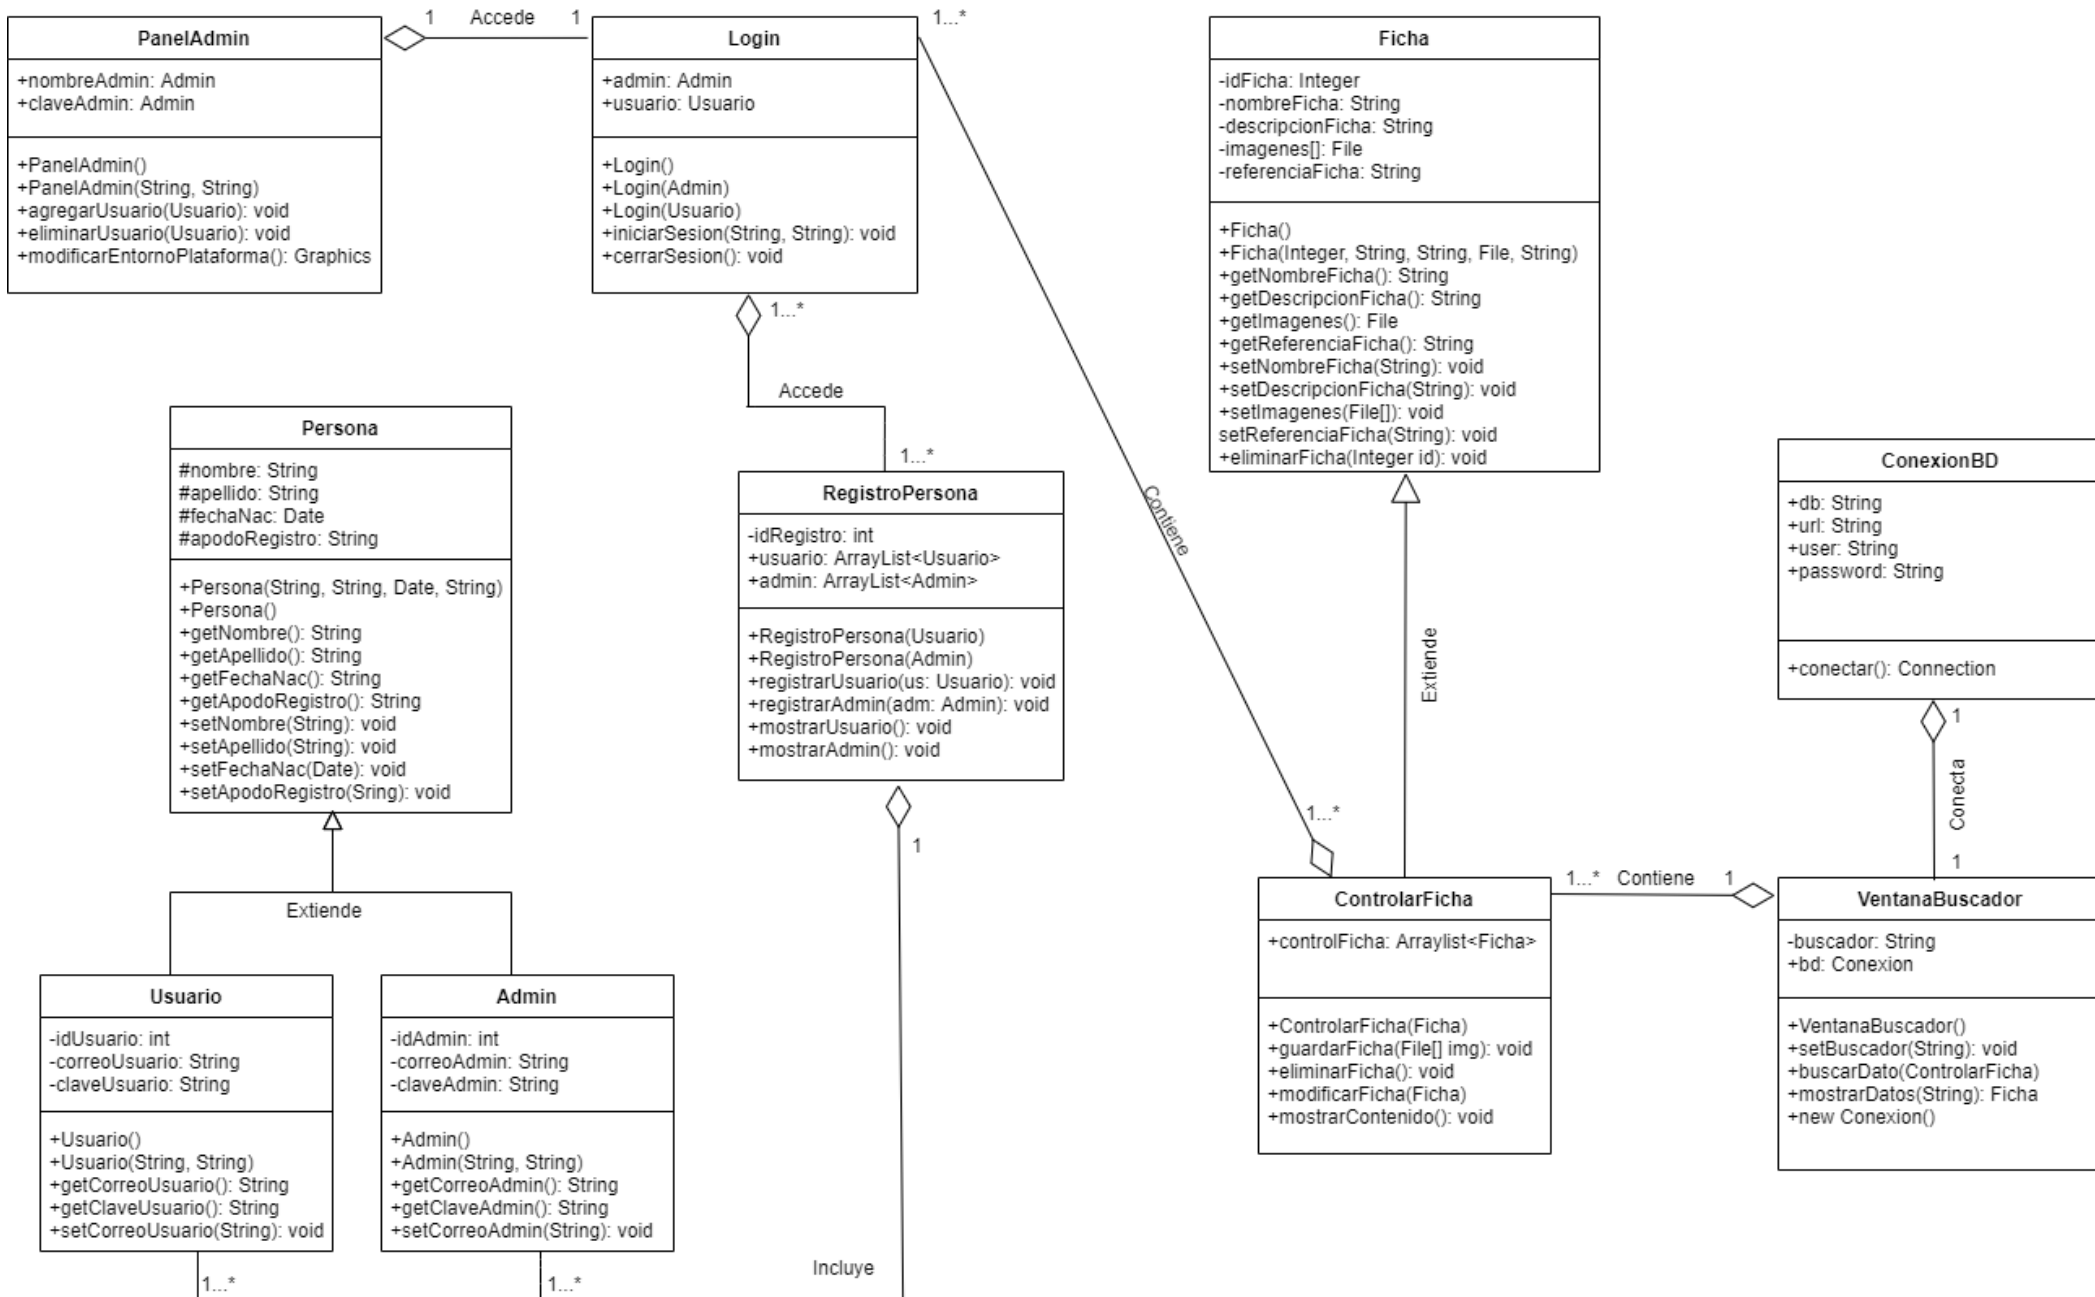 PanelAdmin
+nombreAdmin: Admin
+claveAdmin: Admin
+PanelAdmin()
+PanelAdmin(String, String)
+agregarUsuario(Usuario): void
+eliminarUsuario(Usuario): void
+modificarEntornoPlataforma(): Graphics
1 Accede 1
Login
+admin: Admin
+usuario: Usuario
+Login()
+Login(Admin)
+Login(Usuario)
+iniciarSesion(String, String): void
+cerrarSesion(): void
1...*
1...*
Accede
1...*
Contiene
1...*
Ficha
-idFicha: Integer
-nombreFicha: String
-descripcionFicha: String
-imagenes[]: File
-referenciaFicha: String
+Ficha()
+Ficha(Integer, String, String, File, String)
+getNombreFicha(): String
+getDescripcionFicha(): String
+getImagenes(): File
+getReferenciaFicha(): String
+setNombreFicha(String): void
+setDescripcionFicha(String): void
+setImagenes(File[]): void
setReferenciaFicha(String): void
+eliminarFicha(Integer id): void
Extiende
Persona
#nombre: String
#apellido: String
#fechaNac: Date
#apodoRegistro: String
+Persona(String, String, Date, String)
+Persona()
+getNombre(): String
+getApellido(): String
+getFechaNac(): String
+getApodoRegistro(): String
+setNombre(String): void
+setApellido(String): void
+setFechaNac(Date): void
+setApodoRegistro(Sring): void
Extiende
RegistroPersona
-idRegistro: int
+usuario: ArrayList<Usuario>
+admin: ArrayList<Admin>
+RegistroPersona(Usuario)
+RegistroPersona(Admin)
+registrarUsuario(us: Usuario): void
+registrarAdmin(adm: Admin): void
+mostrarUsuario(): void
+mostrarAdmin(): void
1
Incluye
ConexionBD
+db: String
+url: String
+user: String
+password: String
+conectar(): Connection
1
Conecta
1
Usuario
-idUsuario: int
-correoUsuario: String
-claveUsuario: String
+Usuario()
+Usuario(String, String)
+getCorreoUsuario(): String
+getClaveUsuario(): String
+setCorreoUsuario(String): void
1...*
Admin
-idAdmin: int
-correoAdmin: String
-claveAdmin: String
+Admin()
+Admin(String, String)
+getCorreoAdmin(): String
+getClaveAdmin(): String
+setCorreoAdmin(String): void
1...*
ControlarFicha
+controlFicha: Arraylist<Ficha>
+ControlarFicha(Ficha)
+guardarFicha(File[] img): void
+eliminarFicha(): void
+modificarFicha(Ficha)
+mostrarContenido(): void
1...* Contiene 1
VentanaBuscador
-buscador: String
+bd: Conexion
+VentanaBuscador()
+setBuscador(String): void
+buscarDato(ControlarFicha)
+mostrarDatos(String): Ficha
+new Conexion()